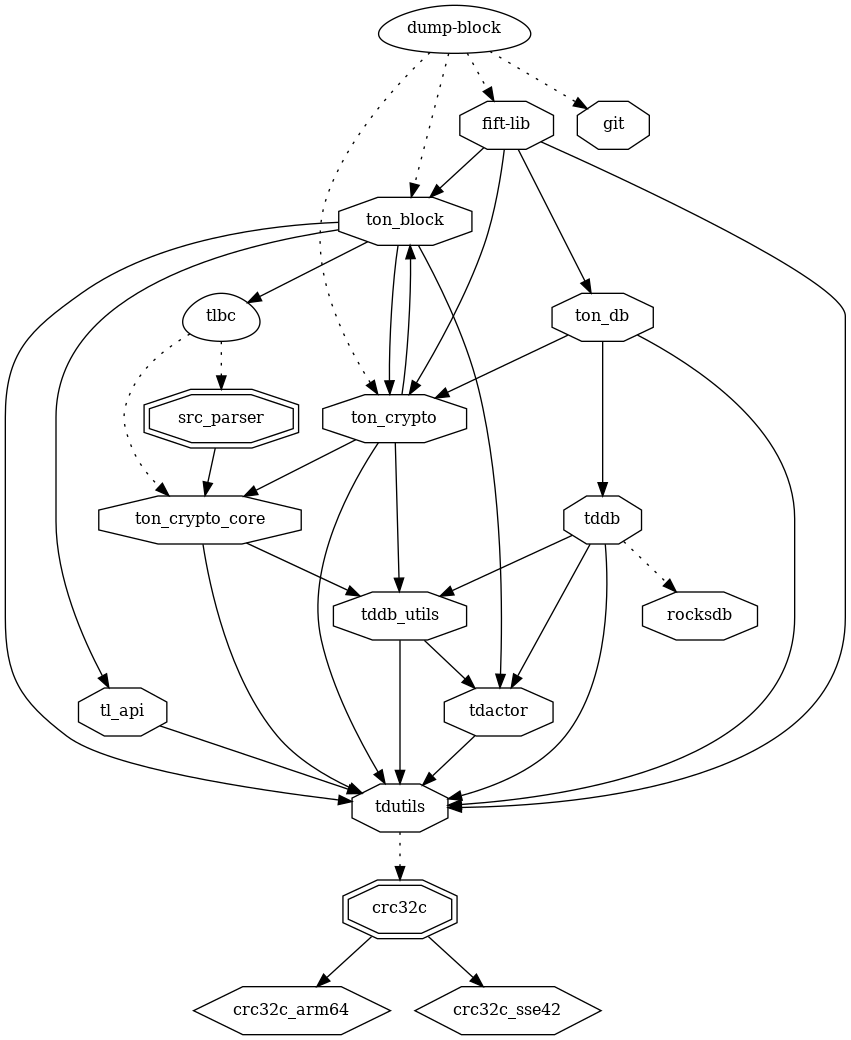 dump-block
fift-lib
git
ton_block
tlbc
ton_db
src_parser
ton_crypto
ton_crypto_core
tddb
tddb_utils
rocksdb
tl_api
tdactor
tdutils
crc32c
crc32c_arm64
crc32c_sse42